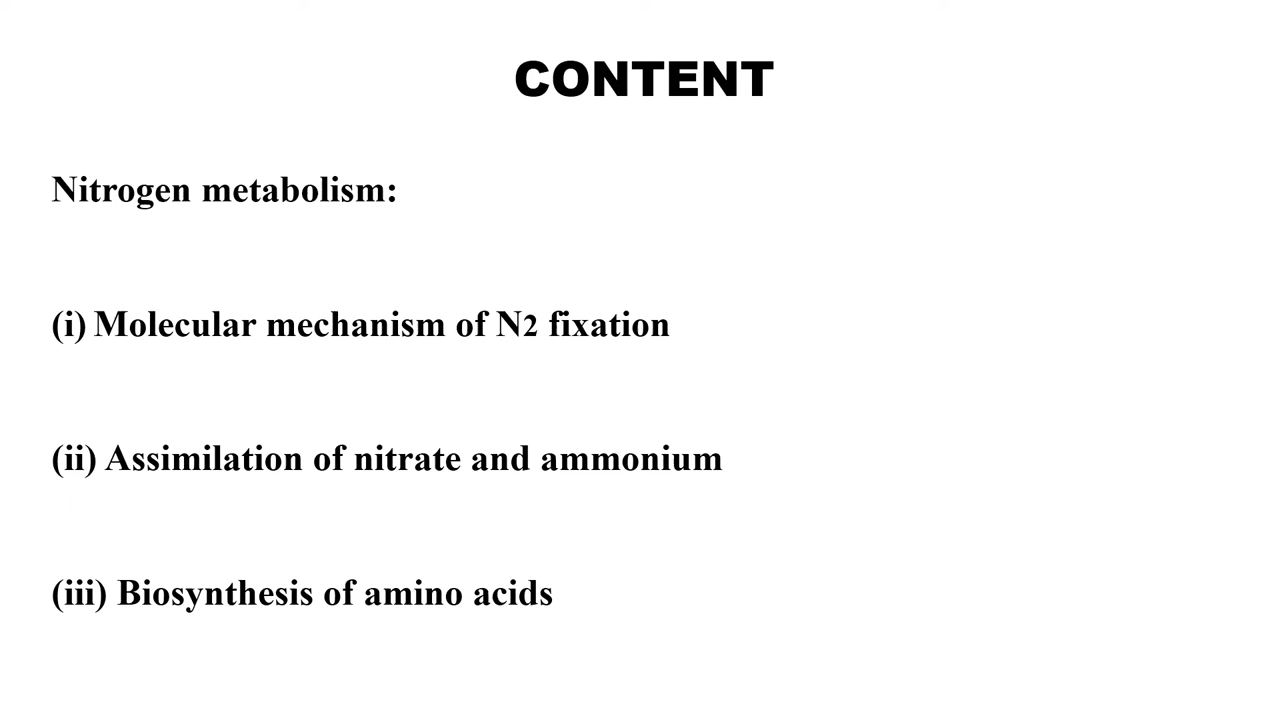 CONTENT
Nitrogen metabolism:
(i) Molecular mechanism of N2 fixation
(ii) Assimilation of nitrate and ammonium
(iii) Biosynthesis of amino acids